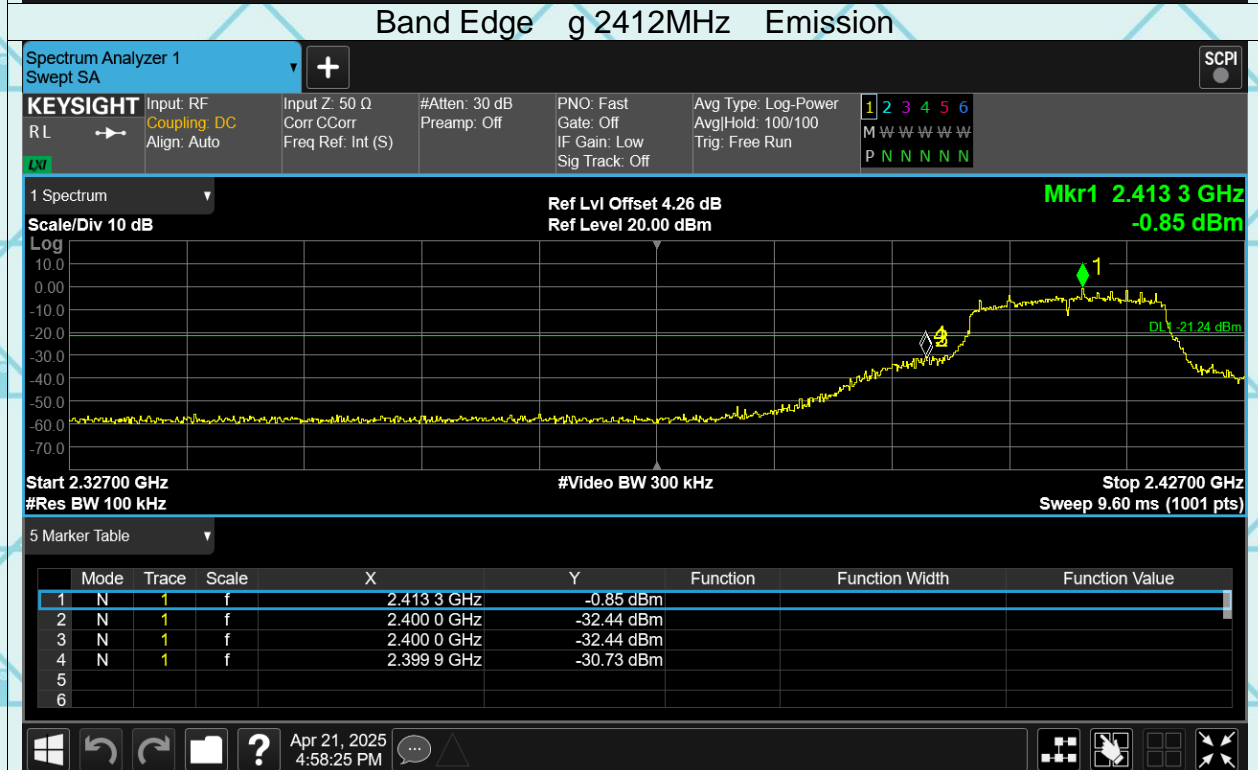 Band Edge g 2412MHz Emission
Spectrum Analyzer 1
Swept SA
SCPI
KEYSIGHT Input: RF Input Z: 50 Ω #Atten: 30 dB PNO: Fast Avg Type: Log-Power 1 2 3 4 5 6
R L Coupling: DC Corr CCorr Preamp: Off Gate: Off Avg|Hold: 100/100 M W W W W W
Align: Auto Freq Ref: Int (S) IF Gain: Low Trig: Free Run P N N N N N
LXI Sig Track: Off
1 Spectrum
Ref Lvl Offset 4.26 dB Mkr1 2.413 3 GHz
Scale/Div 10 dB Ref Level 20.00 dBm -0.85 dBm
Log
10.0
1
0.00
-10.0
-20.0
DL1 -21.24 dBm
-30.0
-40.0
-50.0
-60.0
-70.0
Start 2.32700 GHz #Video BW 300 kHz Stop 2.42700 GHz
#Res BW 100 kHz Sweep 9.60 ms (1001 pts)
5 Marker Table
Mode Trace Scale X Y Function Function Width Function Value
1 N 1 f 2.413 3 GHz -0.85 dBm
2 N 1 f 2.400 0 GHz -32.44 dBm
3 N 1 f 2.400 0 GHz -32.44 dBm
4 N 1 f 2.399 9 GHz -30.73 dBm
5
6
? Apr 21, 2025
4:58:25 PM